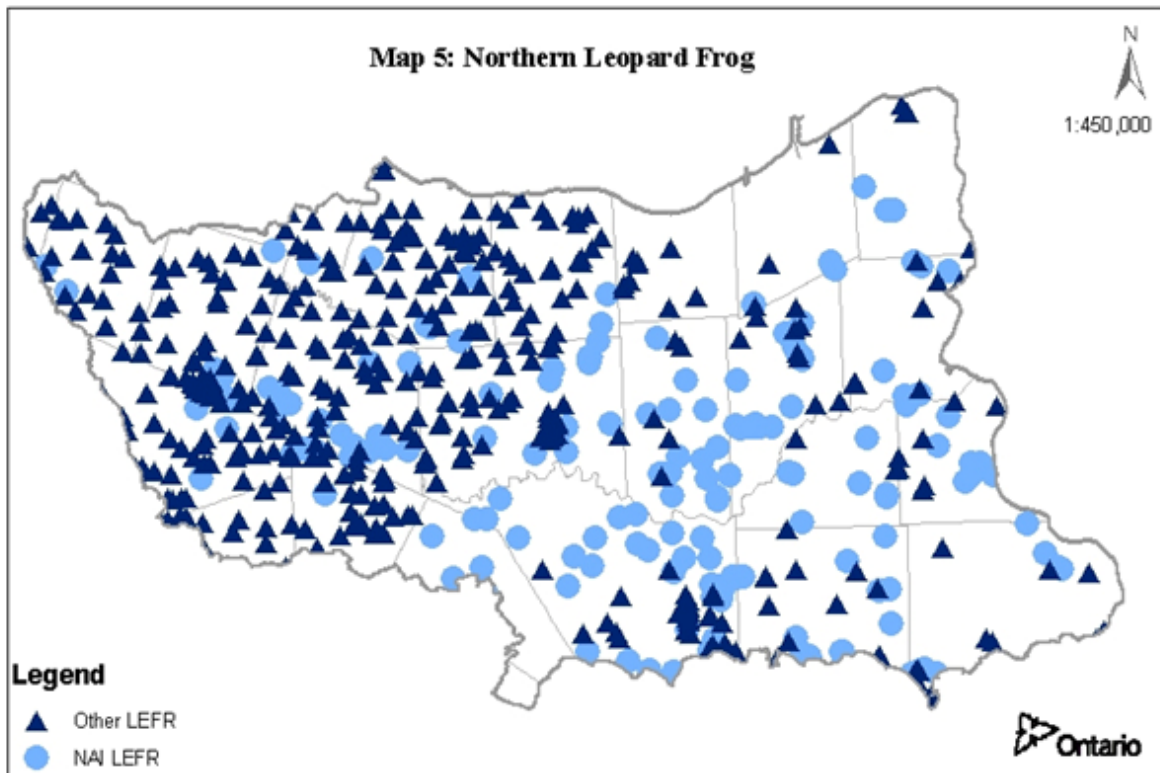 Map 5: Northern Leopard Frog
N
1:450,000
Legend
Other LEFR
NAI LEFR
Ontario